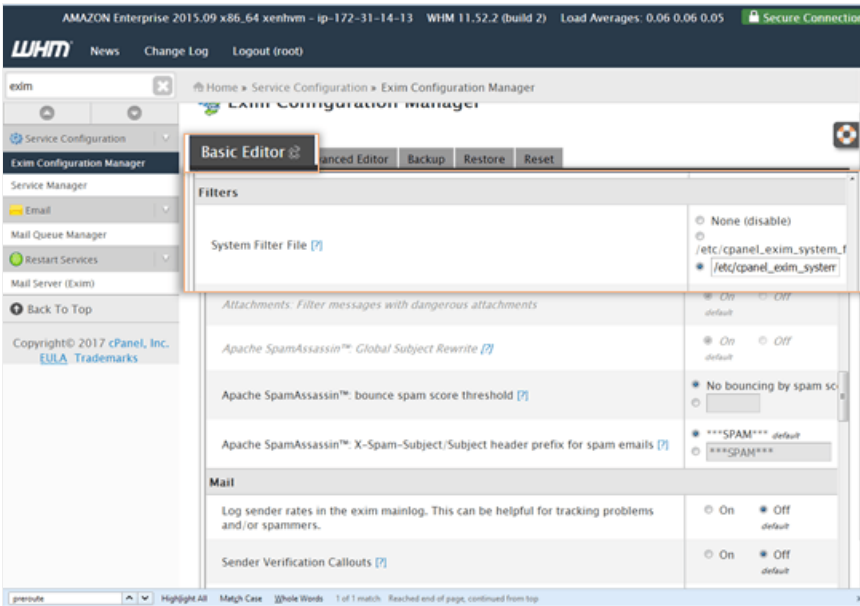 AMAZON Enterprise 2015.09 x86_64 xenhvm - ip-172-31-14-13 WHM 11.52.2 (build 2) Load Averages: 0.06 0.06 0.05 Secure Connection
WHM News Change Log Logout (root)
exim
Home » Service Configuration » Exim Configuration Manager
Exim Configuration Manager
Service Configuration
Exim Configuration Manager
Service Manager
Email
Mail Queue Manager
Restart Services
Mail Server (Exim)
Back To Top
Copyright© 2017 cPanel, Inc.
EULA Trademarks
Basic Editor anced Editor Backup Restore Reset
Filters
System Filter File [?]
None (disable)
/etc/cpanel_exim_system_f
/etc/cpanel_exim_system
Attachments: Filter messages with dangerous attachments On Off
default
Apache SpamAssassin™: Global Subject Rewrite [?] On Off
default
Apache SpamAssassin™: bounce spam score threshold [?] No bouncing by spam sc
Apache SpamAssassin™: X-Spam-Subject/Subject header prefix for spam emails [?] ***SPAM*** default
***SPAM***
Mail
Log sender rates in the exim mainlog. This can be helpful for tracking problems On Off
and/or spammers. default
Sender Verification Callouts [?] On Off
default
preroute Highlight All Match Case Whole Words 1 of 1 match Reached end of page, continued from top